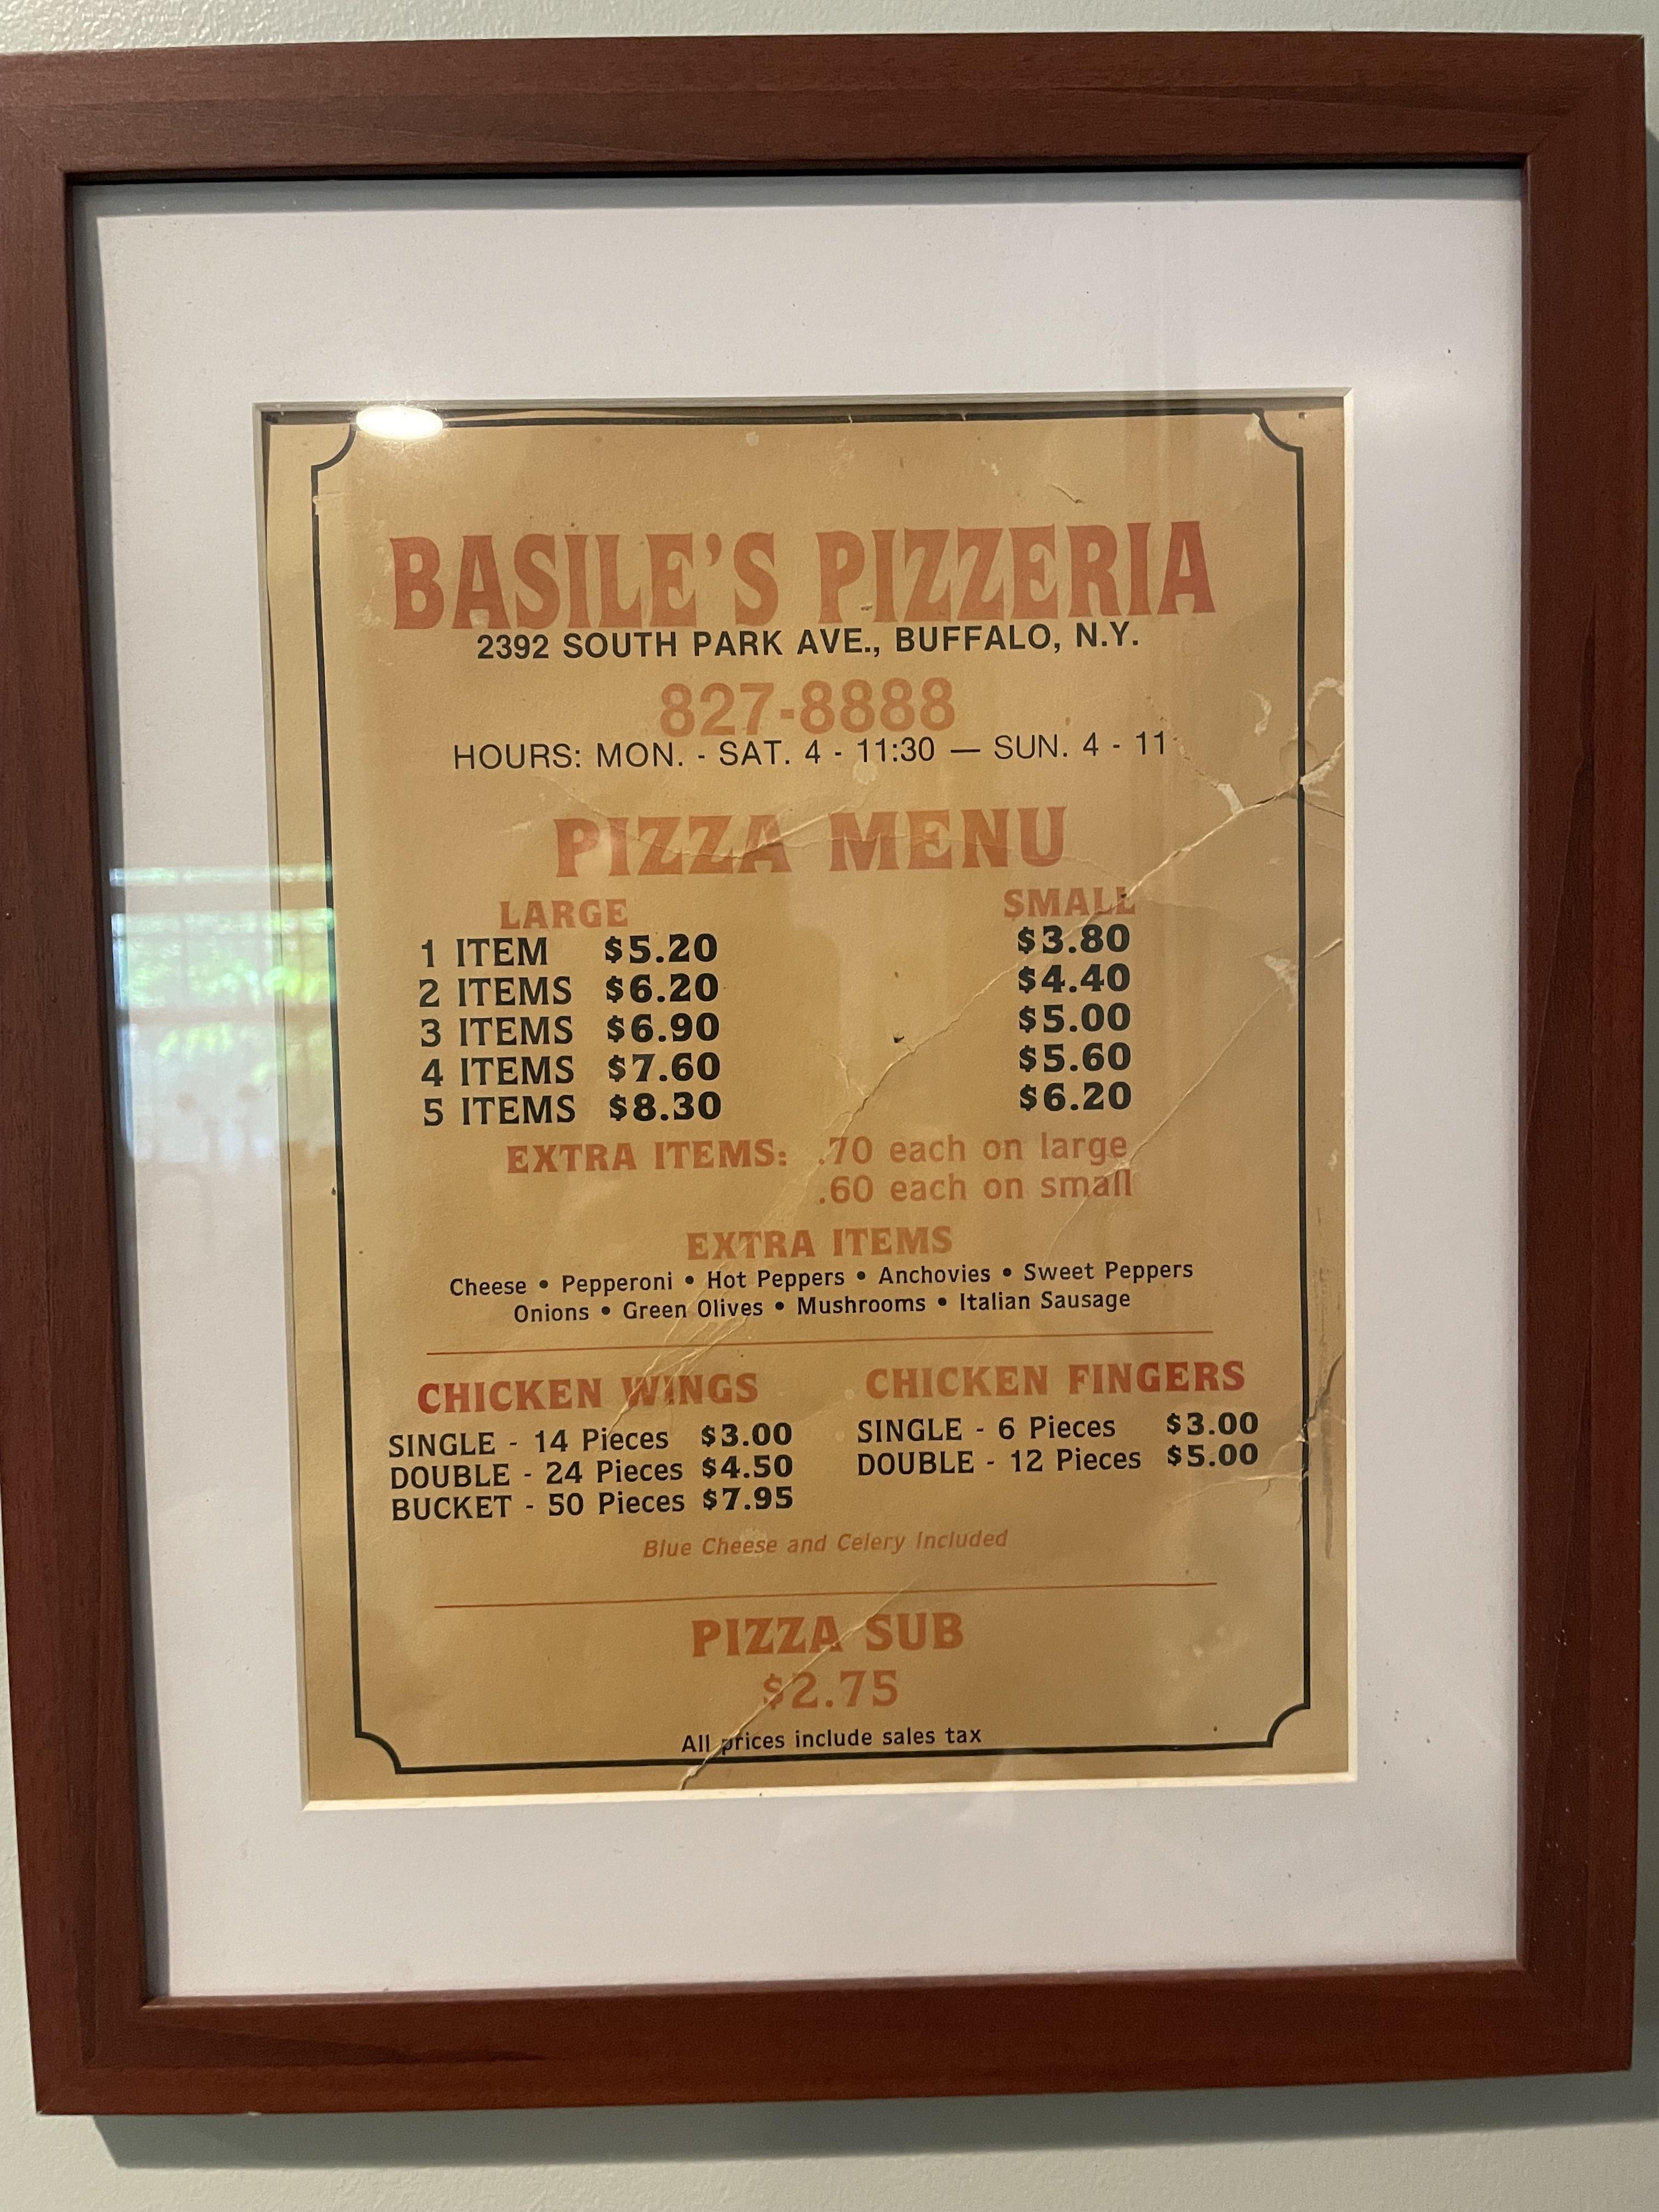 BASILE'S PIZZERIA
2392 SOUTH PARK AVE., BUFFALO, N.Y.
827-8888
HOURS: MON. - SAT. 4 - 11:30 — SUN. 4 - 11
PIZZA MENU
LARGE SMALL
1 ITEM $5.20 $3.80
2 ITEMS $6.20 $4.40
3 ITEMS $6.90 $5.00
4 ITEMS $7.60 $5.60
5 ITEMS $8.30 $6.20
EXTRA ITEMS: .70 each on large
.60 each on small
EXTRA ITEMS
Cheese • Pepperoni • Hot Peppers • Anchovies • Sweet Peppers
Onions • Green Olives • Mushrooms • Italian Sausage
CHICKEN WINGS
SINGLE - 14 Pieces $3.00
DOUBLE - 24 Pieces $4.50
BUCKET - 50 Pieces $7.95
CHICKEN FINGERS
SINGLE - 6 Pieces $3.00
DOUBLE - 12 Pieces $5.00
Blue Cheese and Celery Included
PIZZA SUB
$2.75
All prices include sales tax